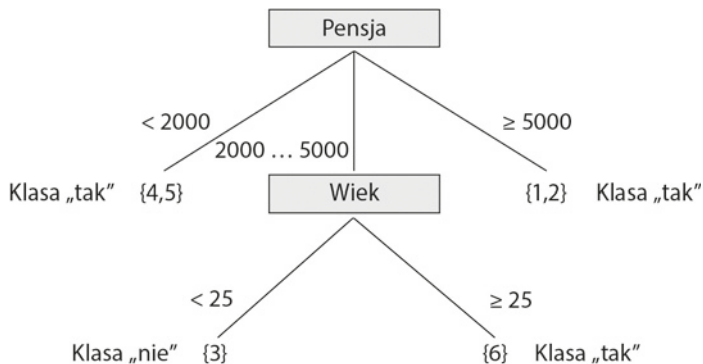 Pensja
< 2000
2000 … 5000
≥ 5000
Klasa „tak” {4,5}
Wiek
{1,2} Klasa „tak”
< 25
≥ 25
Klasa „nie” {3}
{6} Klasa „tak”